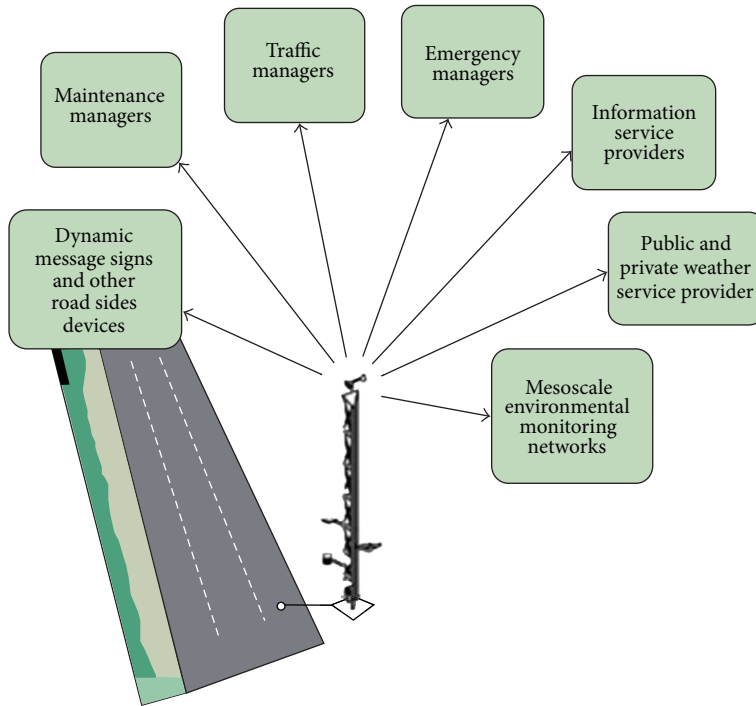 Traffic
managers
Emergency
managers
Maintenance
managers
Information
service
providers
Dynamic
message signs
and other
road sides
devices
Public and
private weather
service provider
Mesoscale
environmental
monitoring
networks